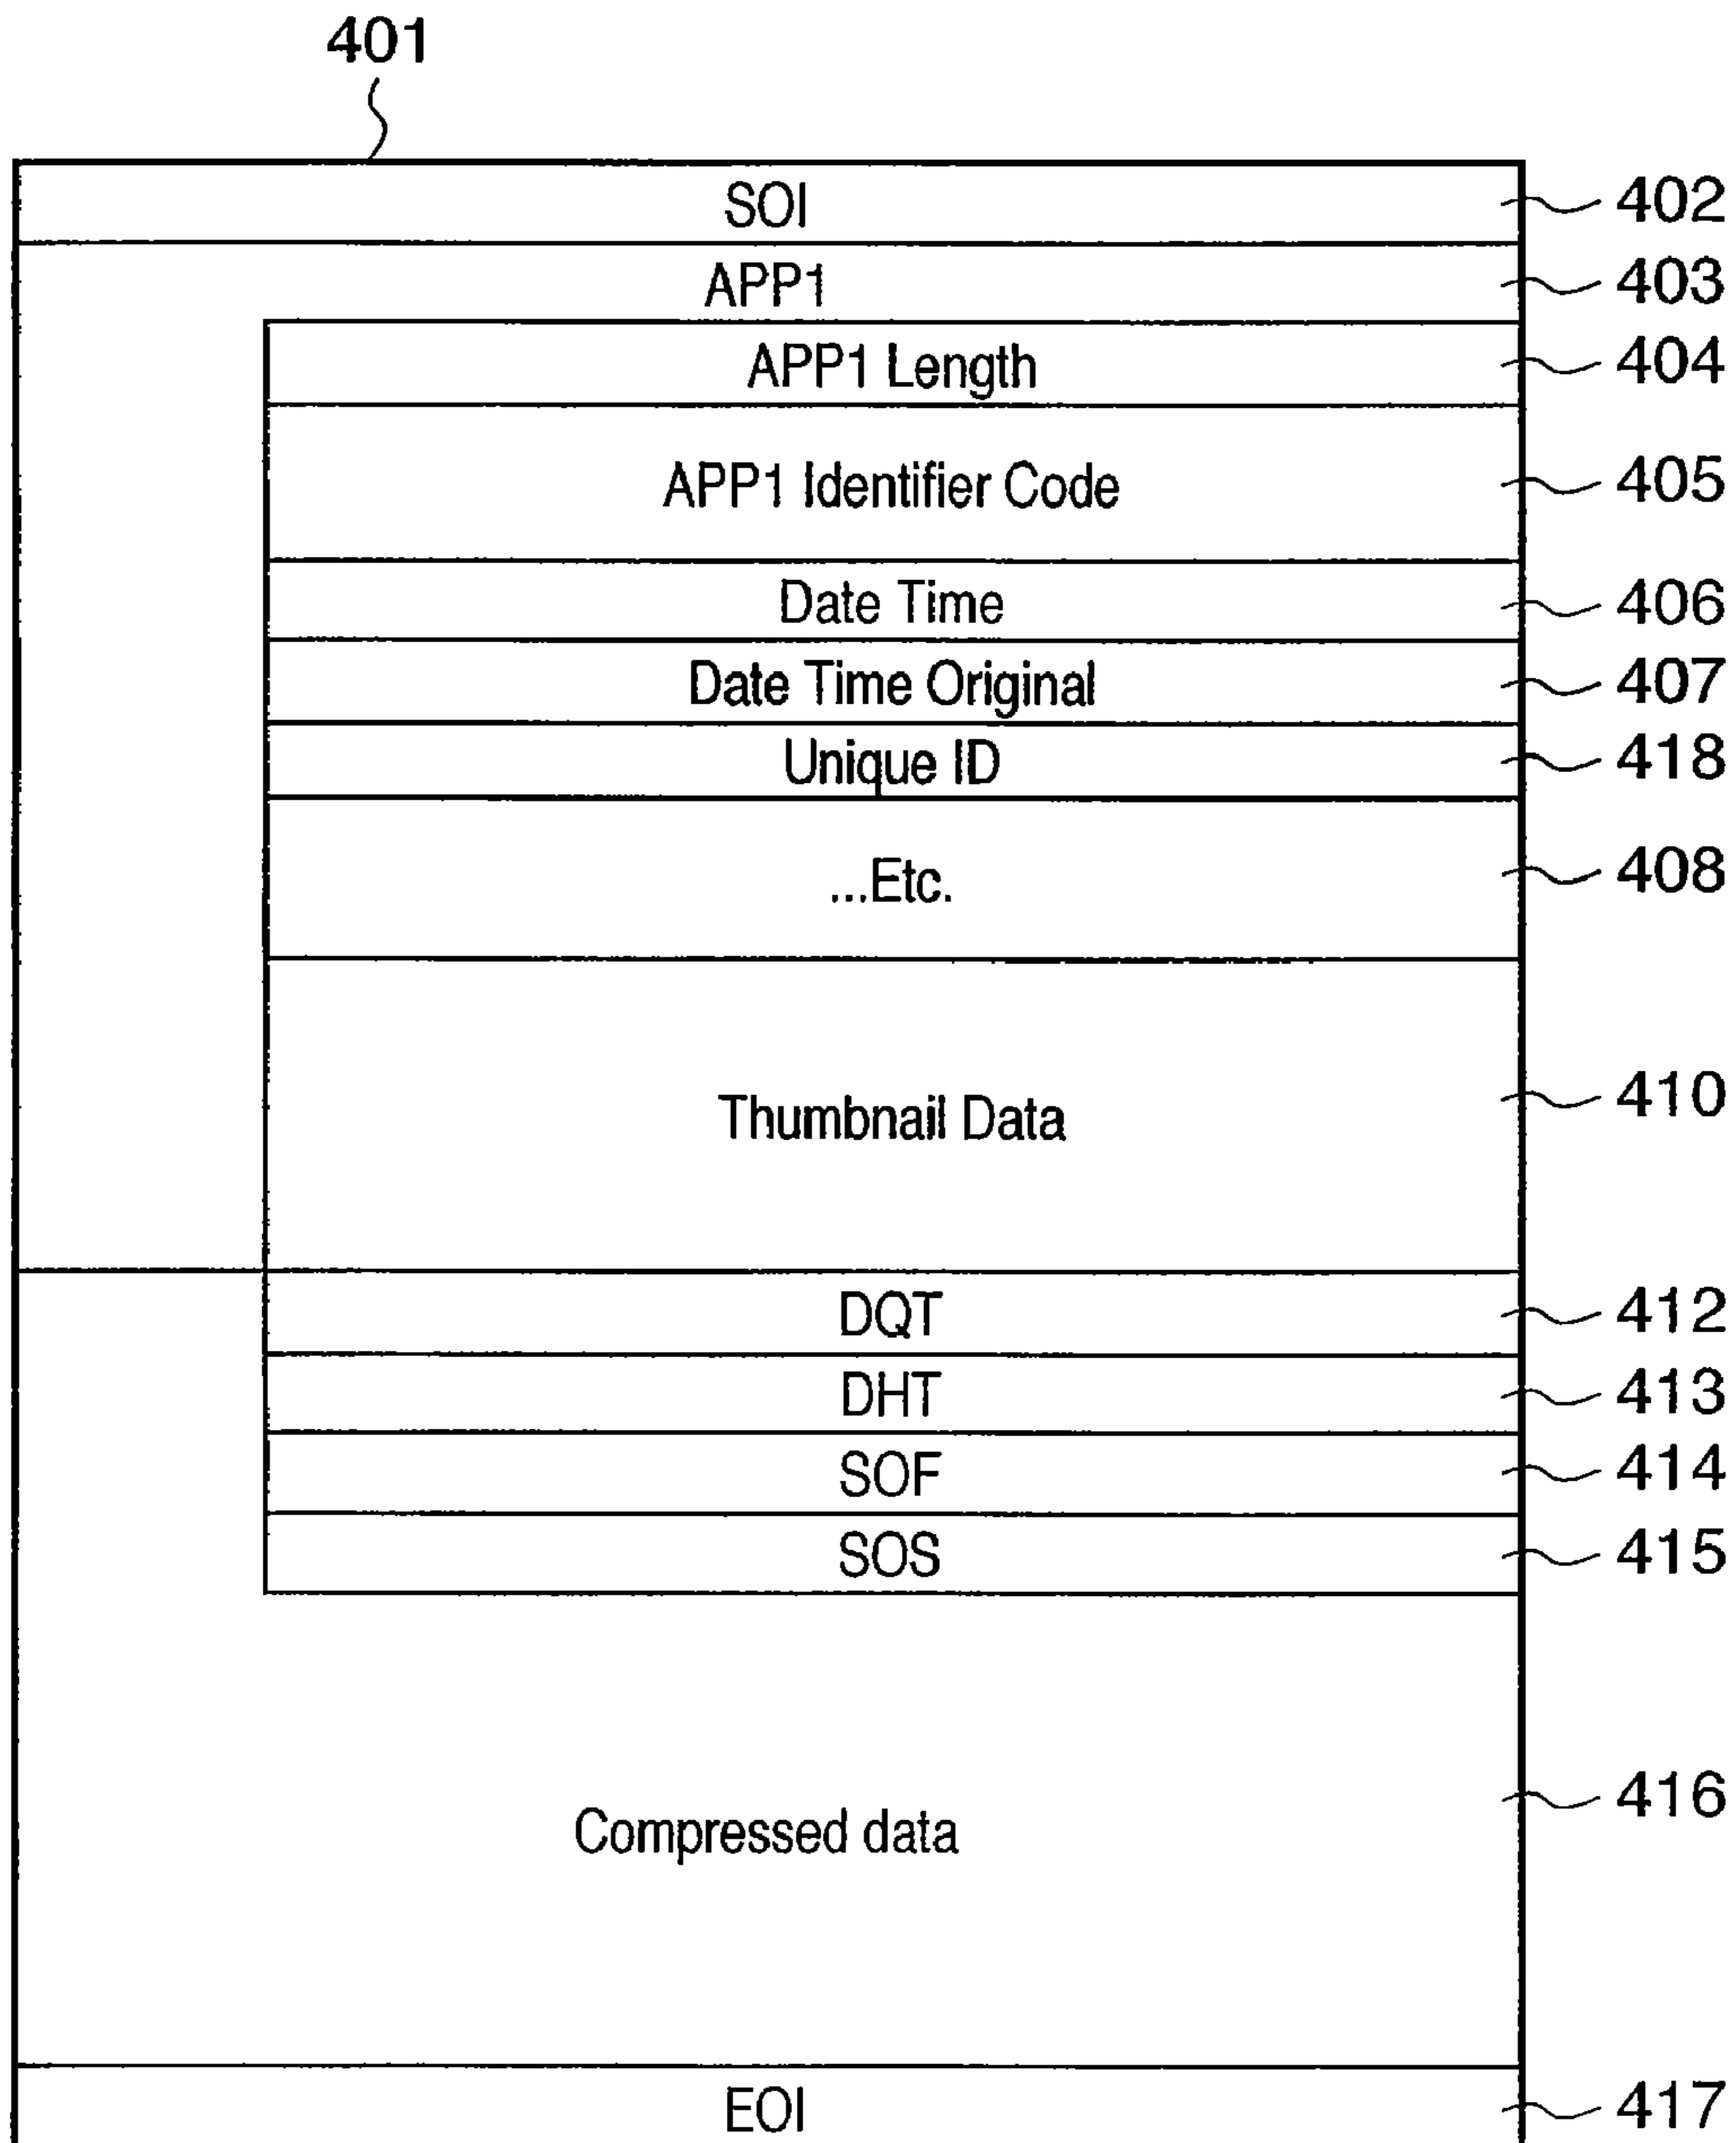 401
SOI 402
APP1 403
APP1 Length 404
APP1 Identifier Code 405
Date Time 406
Date Time Original 407
Unique ID 418
...Etc. 408
Thumbnail Data 410
DQT 412
DHT 413
SOF 414
SOS 415
Compressed data 416
EOI 417